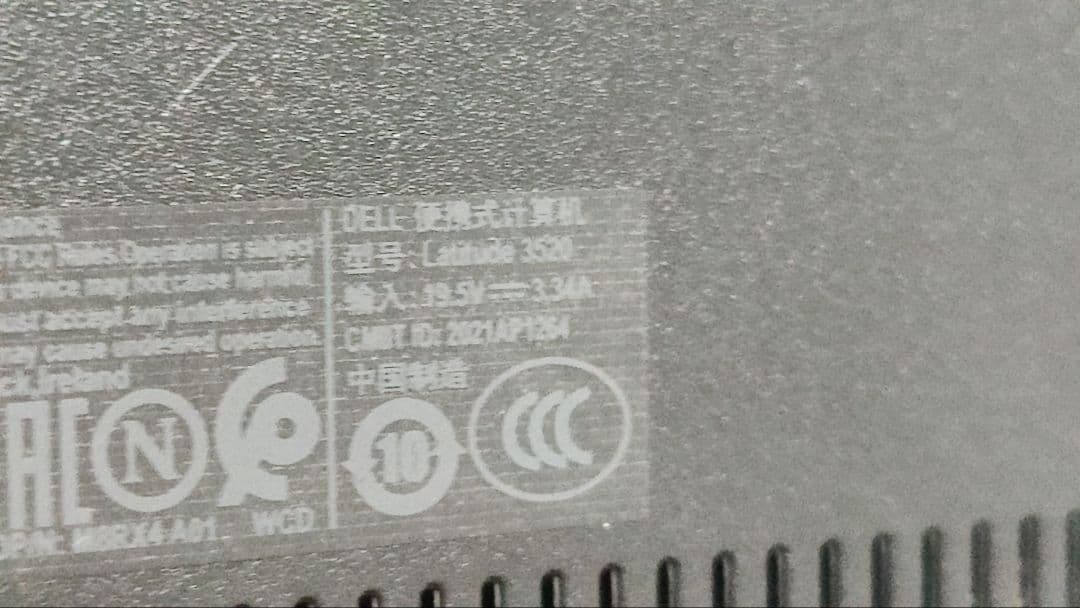 FCC Rules. Operation is subject
device may not cause harmful
must accept any interference
may cause undesired operation.
Ireland
EAC
N
A01 WCD
DELL 便携式计算机
型号: Latitude 3520
输入: 19.5V ⎓ 3.34A
CMIIT ID: 2021AP1264
中国制造
10
CCC